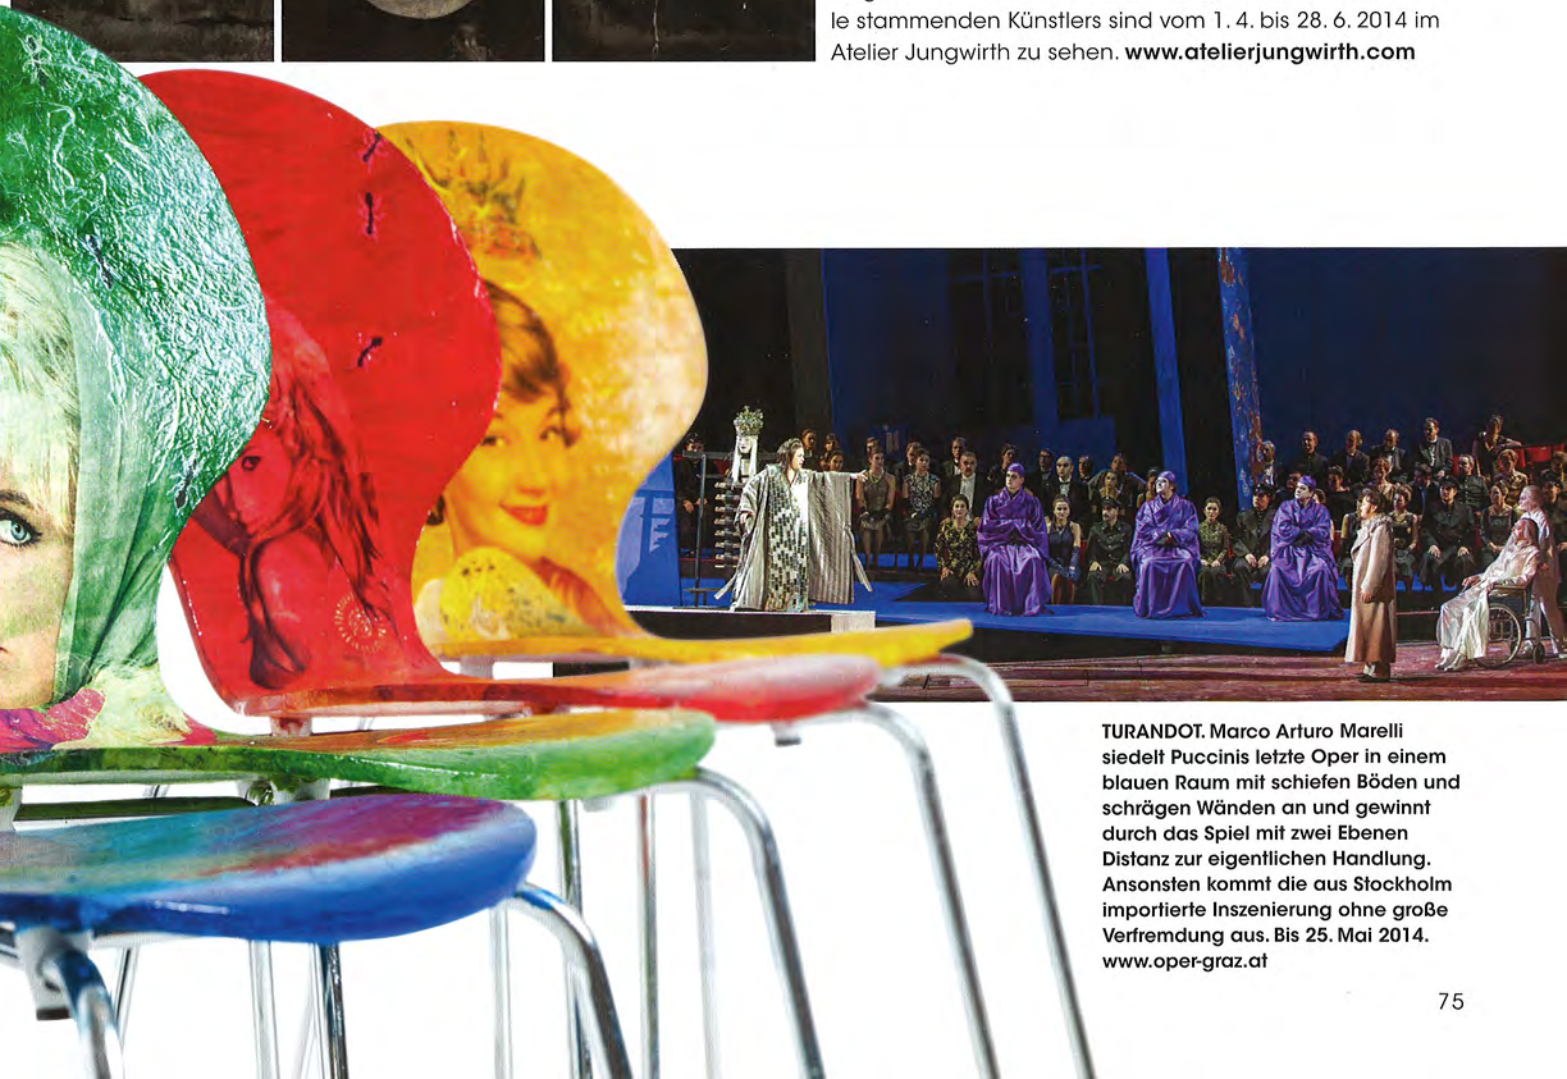 le stammenden Künstlers sind vom 1. 4. bis 28. 6. 2014 im
Atelier Jungwirth zu sehen. www.atelierjungwirth.com
TURANDOT. Marco Arturo Marelli
siedelt Puccinis letzte Oper in einem
blauen Raum mit schiefen Böden und
schrägen Wänden an und gewinnt
durch das Spiel mit zwei Ebenen
Distanz zur eigentlichen Handlung.
Ansonsten kommt die aus Stockholm
importierte Inszenierung ohne große
Verfremdung aus. Bis 25. Mai 2014.
www.oper-graz.at
75